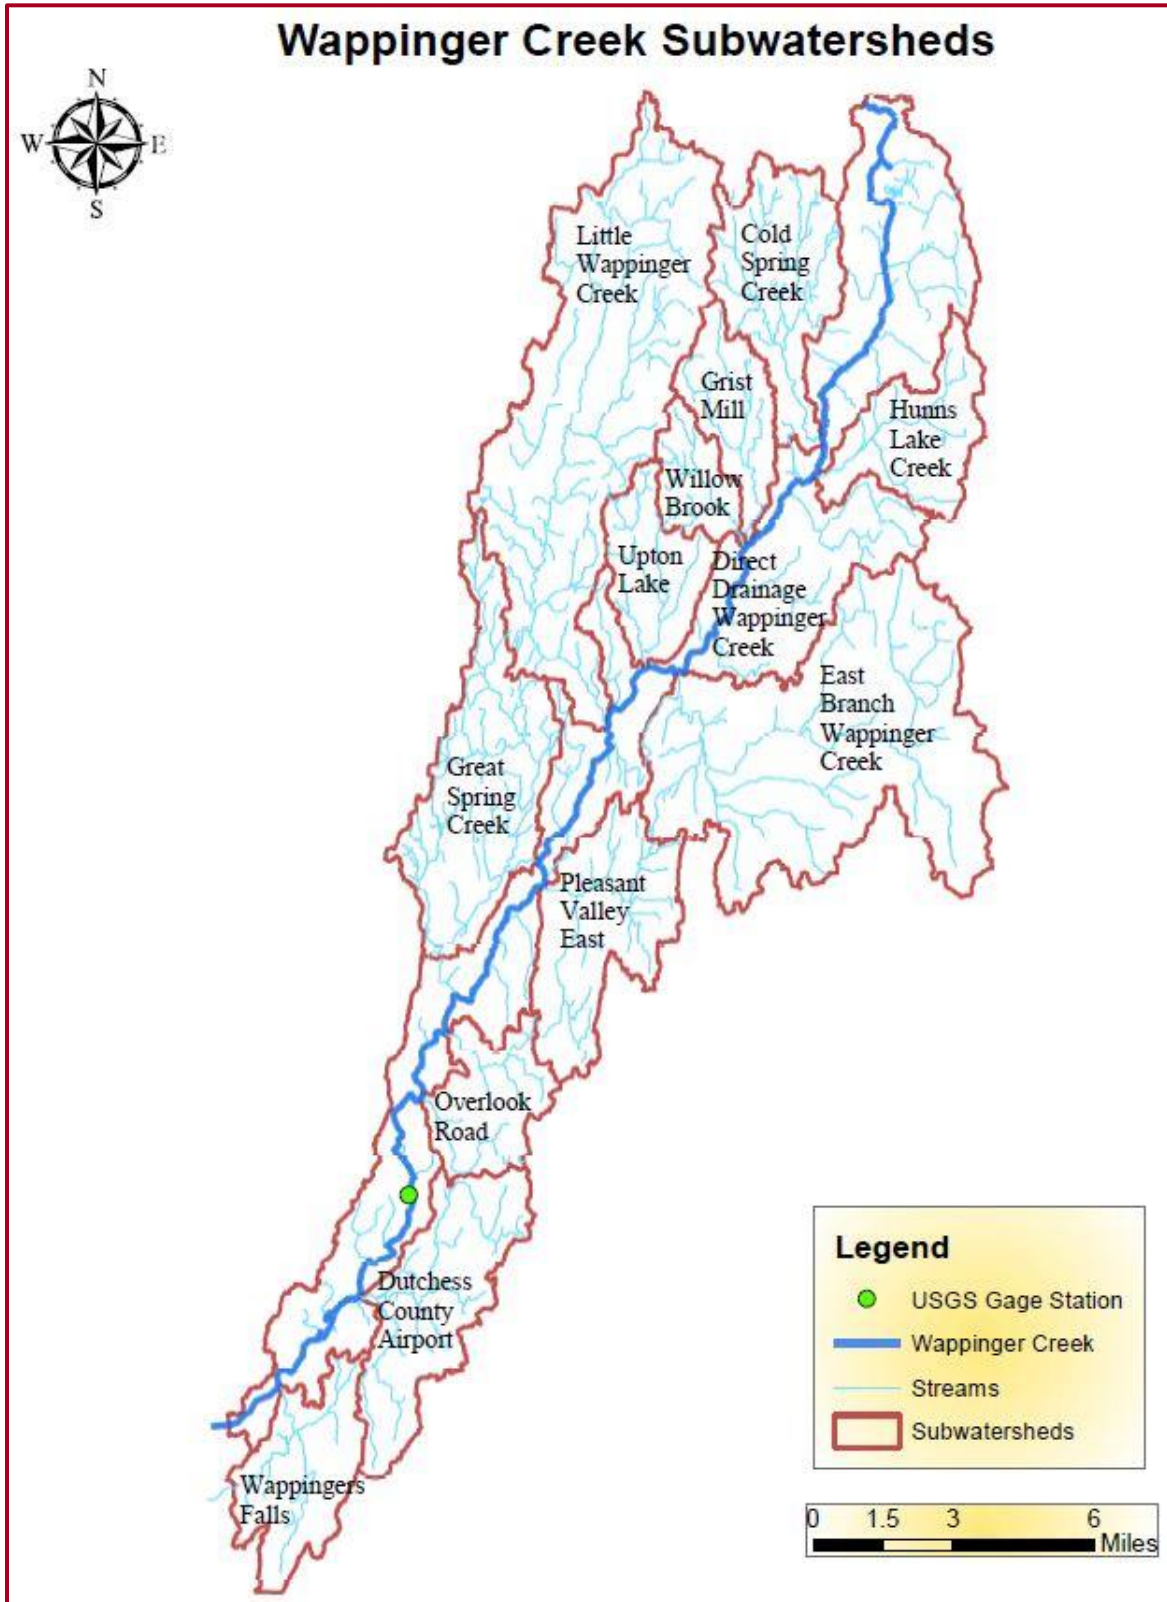 Wappinger Creek Subwatersheds
N
W
E
S
Little
Wappinger
Creek
Cold
Spring
Creek
Grist
Mill
Hunns
Lake
Creek
Willow
Brook
Upton
Lake
Direct
Drainage
Wappinger
Creek
East
Branch
Wappinger
Creek
Great
Spring
Creek
Pleasant
Valley
East
Overlook
Road
Dutchess
County
Airport
Wappingers
Falls
Legend
USGS Gage Station
Wappinger Creek
Streams
Subwatersheds
0 1.5 3 6
Miles